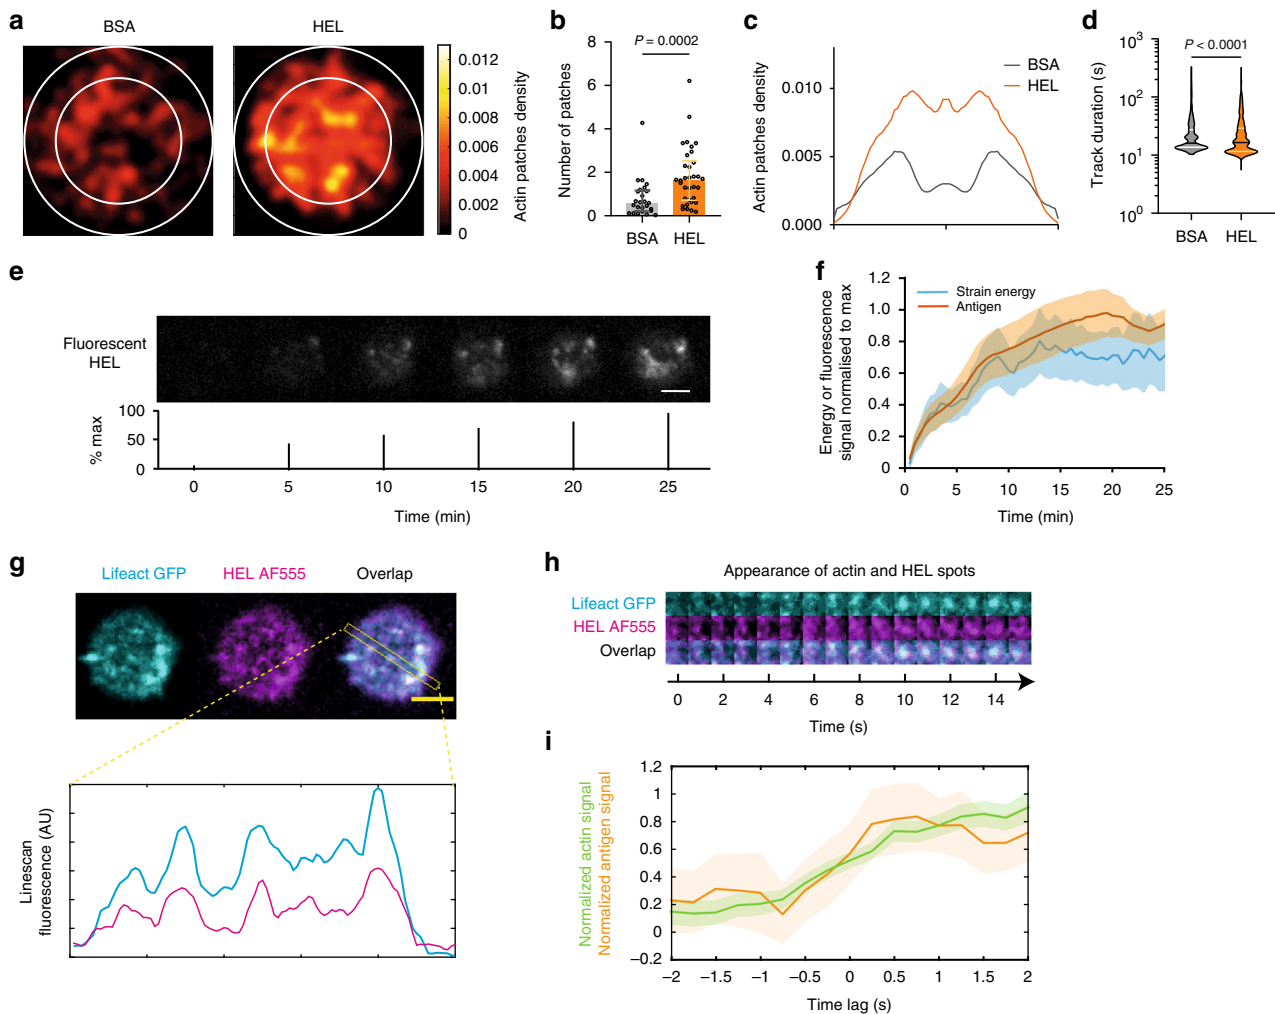 a
BSA
HEL
0.012
0.01
0.008
0.006
0.004
0.002
0
Actin patches density
b
P = 0.0002
8
6
4
2
0
Number of patches
BSA
HEL
c
BSA
HEL
0.010
0.005
0.000
Actin patches density
d
P < 0.0001
10³
10²
10¹
10⁰
Track duration (s)
BSA
HEL
e
Fluorescent
HEL
100
50
0
% max
0 5 10 15 20 25
Time (min)
f
Strain energy
Antigen
1.2
1.0
0.8
0.6
0.4
0.2
0
Energy or fluorescence
signal normalised to max
0 5 10 15 20 25
Time (min)
g
Lifeact GFP
HEL AF555
Overlap
Linescan
fluorescence (AU)
h
Appearance of actin and HEL spots
Lifeact GFP
HEL AF555
Overlap
0 2 4 6 8 10 12 14
Time (s)
i
1.2
1
0.8
0.6
0.4
0.2
0
–0.2
Normalized actin signal
Normalized antigen signal
–2 –1.5 –1 –0.5 0 0.5 1 1.5 2
Time lag (s)